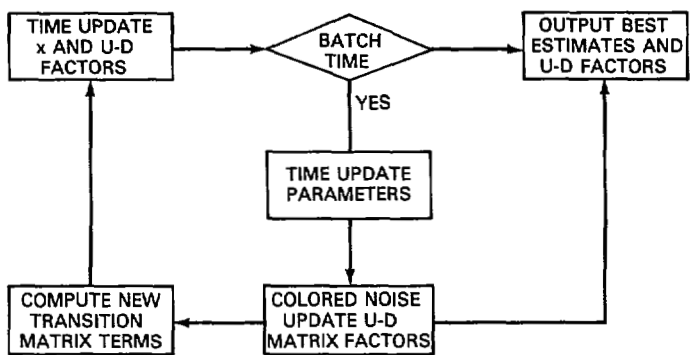 TIME UPDATE
x AND U-D
FACTORS
BATCH
TIME
OUTPUT BEST
ESTIMATES AND
U-D FACTORS
YES
TIME UPDATE
PARAMETERS
COMPUTE NEW
TRANSITION
MATRIX TERMS
COLORED NOISE
UPDATE U-D
MATRIX FACTORS